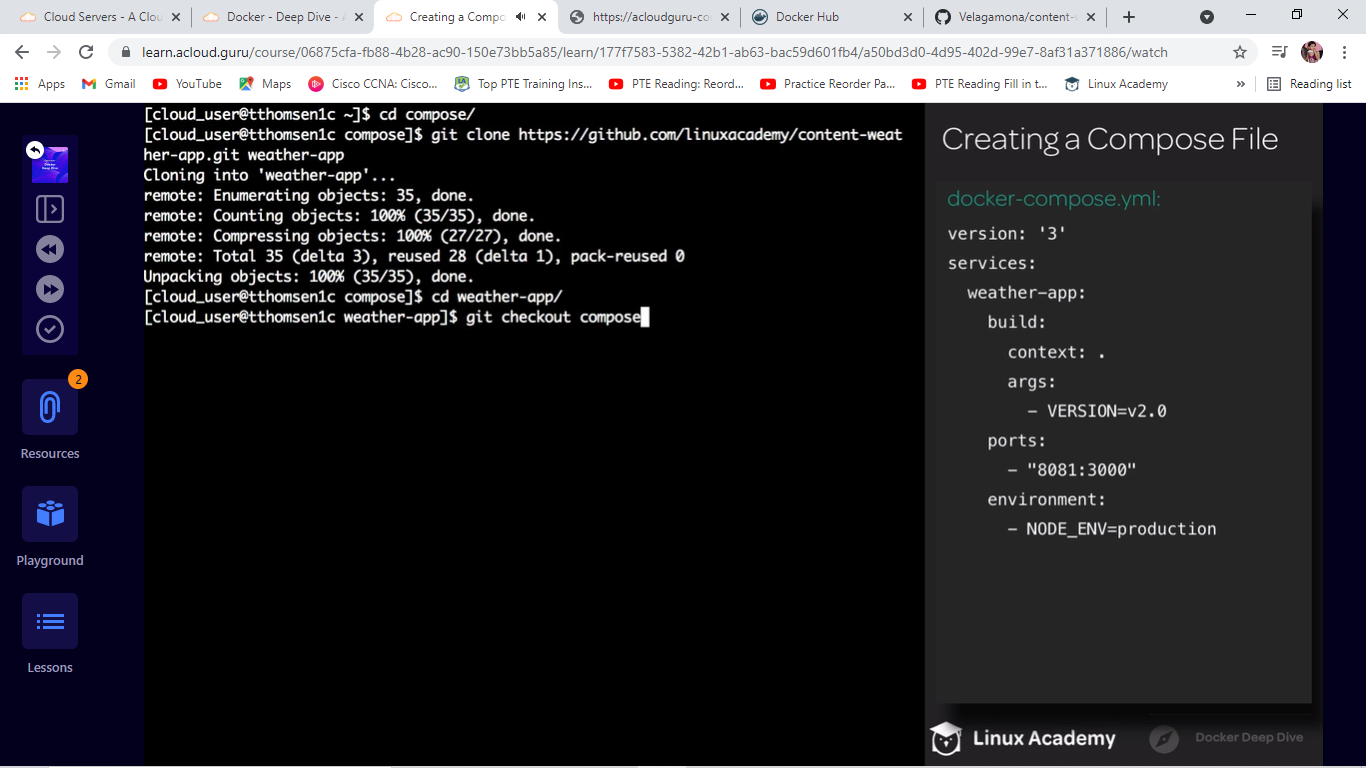 Cloud Servers - A Clou
Docker - Deep Dive - A
Creating a Compo
https://acloudguru-co
Docker Hub
Velagamona/content-
learn.acloud.guru/course/06875cfa-fb88-4b28-ac90-150e73bb5a85/learn/177f7583-5382-42b1-ab63-bac59d601fb4/a50bd3d0-4d95-402d-99e7-8af31a371886/watch
Apps
Gmail
YouTube
Maps
Cisco CCNA: Cisco...
Top PTE Training Ins...
PTE Reading: Reord...
Practice Reorder Pa...
PTE Reading Fill in t...
Linux Academy
»
Reading list
Docker
Deep Dive
2
Resources
Playground
Lessons
[cloud_user@tthomsen1c ~]$ cd compose/
[cloud_user@tthomsen1c compose]$ git clone https://github.com/linuxacademy/content-weat
her-app.git weather-app
Cloning into 'weather-app'...
remote: Enumerating objects: 35, done.
remote: Counting objects: 100% (35/35), done.
remote: Compressing objects: 100% (27/27), done.
remote: Total 35 (delta 3), reused 28 (delta 1), pack-reused 0
Unpacking objects: 100% (35/35), done.
[cloud_user@tthomsen1c compose]$ cd weather-app/
[cloud_user@tthomsen1c weather-app]$ git checkout compose
Creating a Compose File
docker-compose.yml:
version: '3'
services:
weather-app:
build:
context: .
args:
- VERSION=v2.0
ports:
- "8081:3000"
environment:
- NODE_ENV=production
Linux Academy
Docker Deep Dive